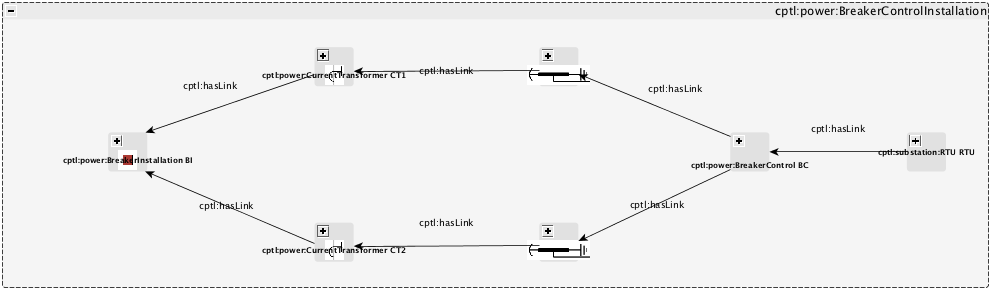 cptl:power:BreakerControlInstallation
cptl:power:CurrentTransformer CT1
cptl:hasLink
cptl:hasLink
cptl:hasLink
cptl:hasLink
cptl:power:BreakerInstallation BI
cptl:power:BreakerControl BC
cptl:substation:RTU RTU
cptl:hasLink
cptl:hasLink
cptl:hasLink
cptl:power:CurrentTransformer CT2